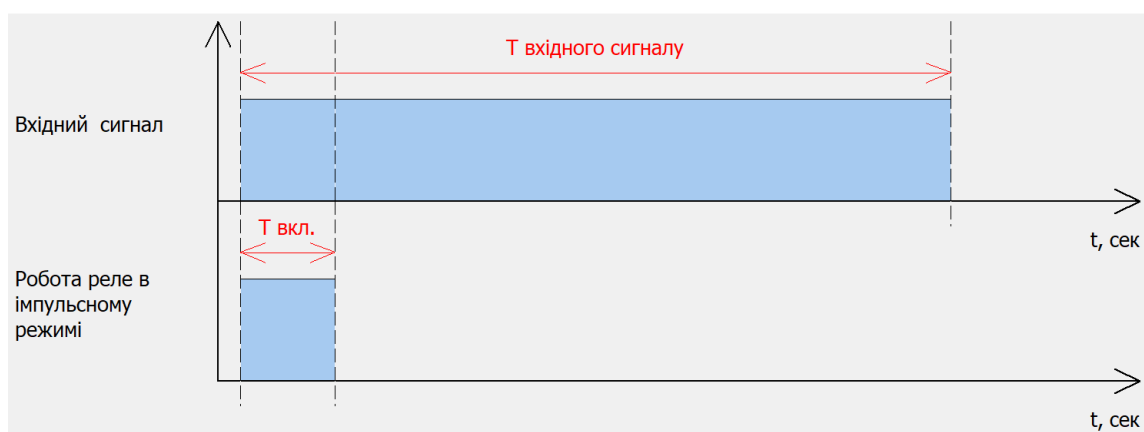 Т вхідного сигналу
Вхідний сигнал
t, сек
Т вкл.
Робота реле в
імпульсному
режимі
t, сек